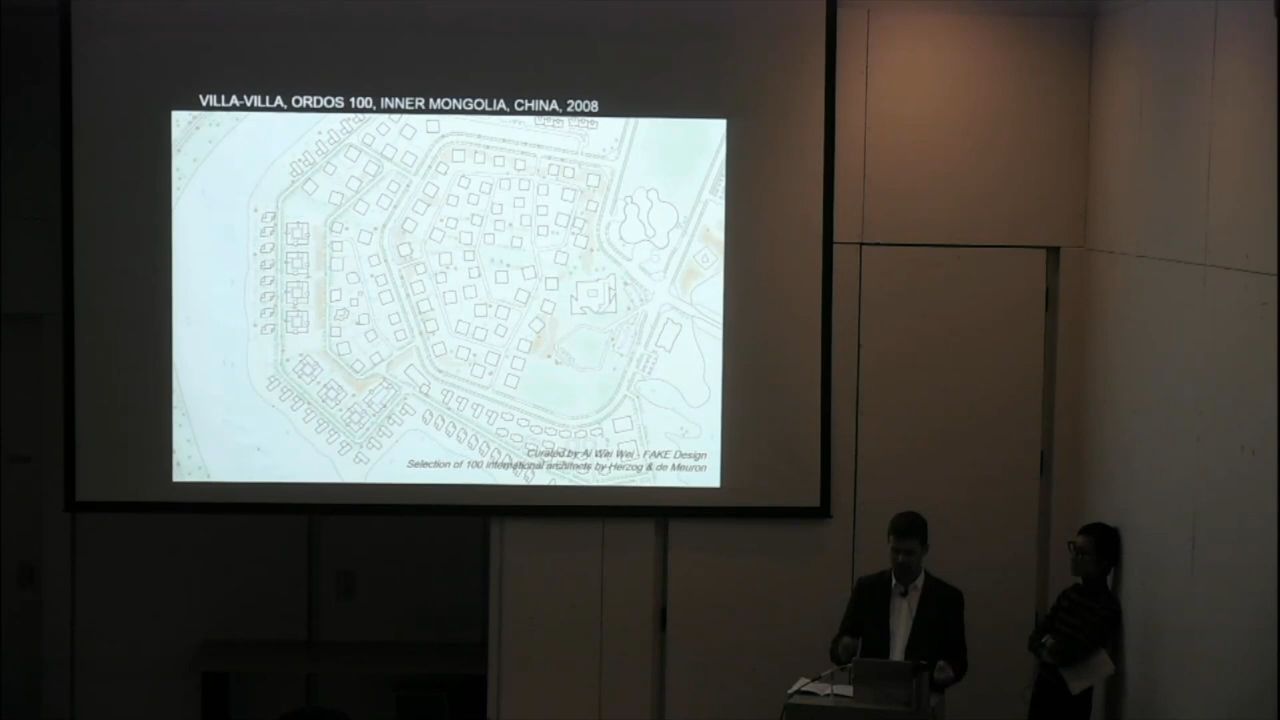 VILLA-VILLA, ORDOS 100, INNER MONGOLIA, CHINA, 2008
Curated by Ai Wei Wei - FAKE Design
Selection of 100 international architects by Herzog & de Meuron